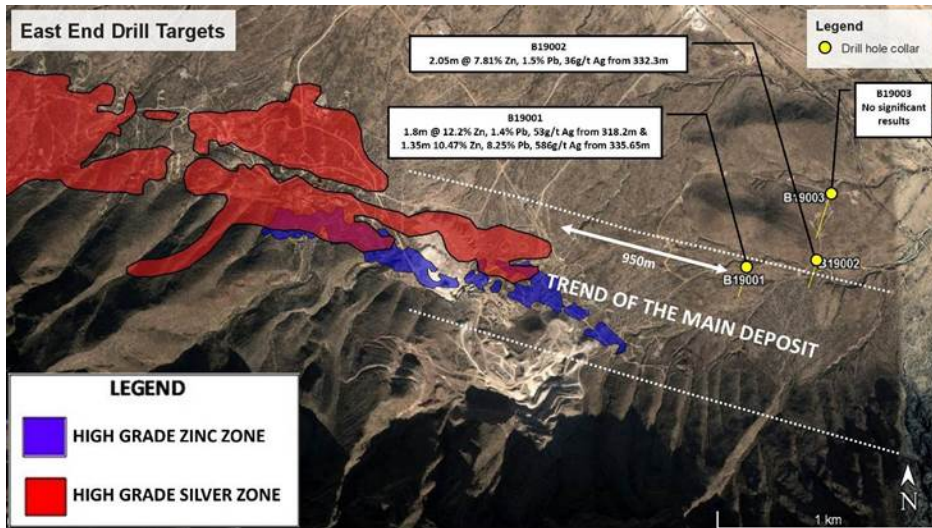 East End Drill Targets
B19002
2.05m @ 7.81% Zn, 1.5% Pb, 36g/t Ag from 332.3m
Legend
Drill hole collar
B19001
1.8m @ 12.2% Zn, 1.4% Pb, 53g/t Ag from 318.2m &
1.35m 10.47% Zn, 8.25% Pb, 586g/t Ag from 335.65m
B19003
No significant
results
B19003
B19002
B19001
950m
TREND OF THE MAIN DEPOSIT
LEGEND
HIGH GRADE ZINC ZONE
HIGH GRADE SILVER ZONE
N
1 km